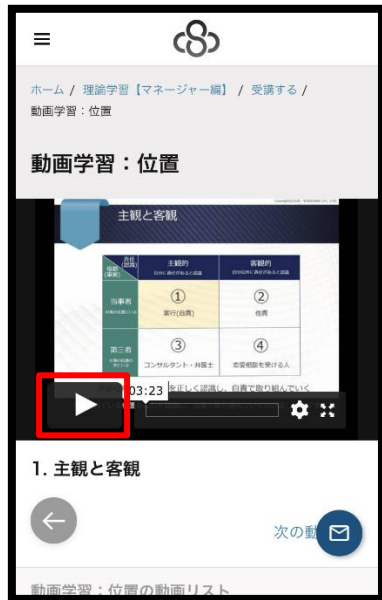 ホーム / 理論学習【マネージャー編】 / 受講する /
動画学習：位置
動画学習：位置
主観と客観
主観的
客観的
当事者
①
②
実行(自責)
他責
第三者
③
④
コンサルタント・弁護士
恋愛相談を受ける人
を正しく認識し、自責で取り組んでいく
03:23
1. 主観と客観
次の動
動画学習：位置の動画リスト